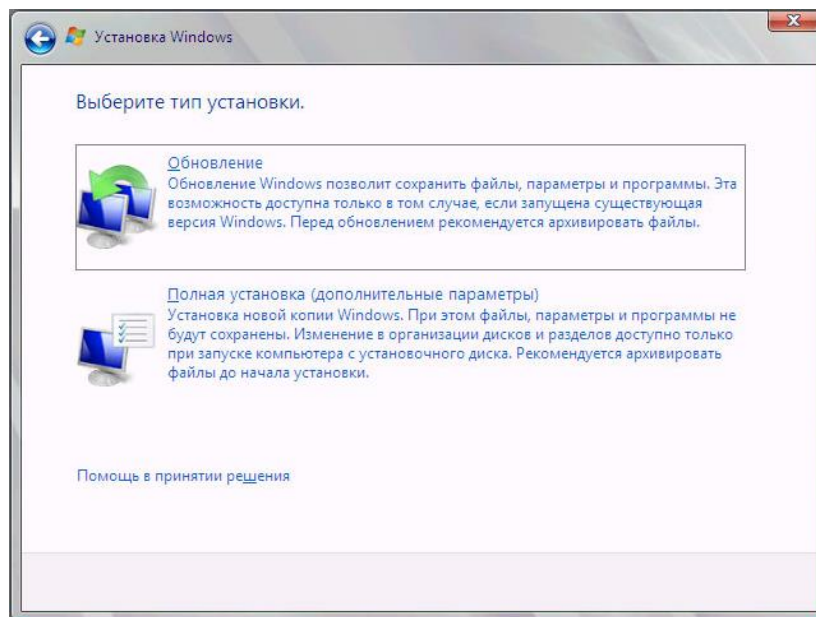 Установка Windows
Выберите тип установки.
Обновление
Обновление Windows позволит сохранить файлы, параметры и программы. Эта
возможность доступна только в том случае, если запущена существующая
версия Windows. Перед обновлением рекомендуется архивировать файлы.
Полная установка (дополнительные параметры)
Установка новой копии Windows. При этом файлы, параметры и программы не
будут сохранены. Изменение в организации дисков и разделов доступно только
при запуске компьютера с установочного диска. Рекомендуется архивировать
файлы до начала установки.
Помощь в принятии решения